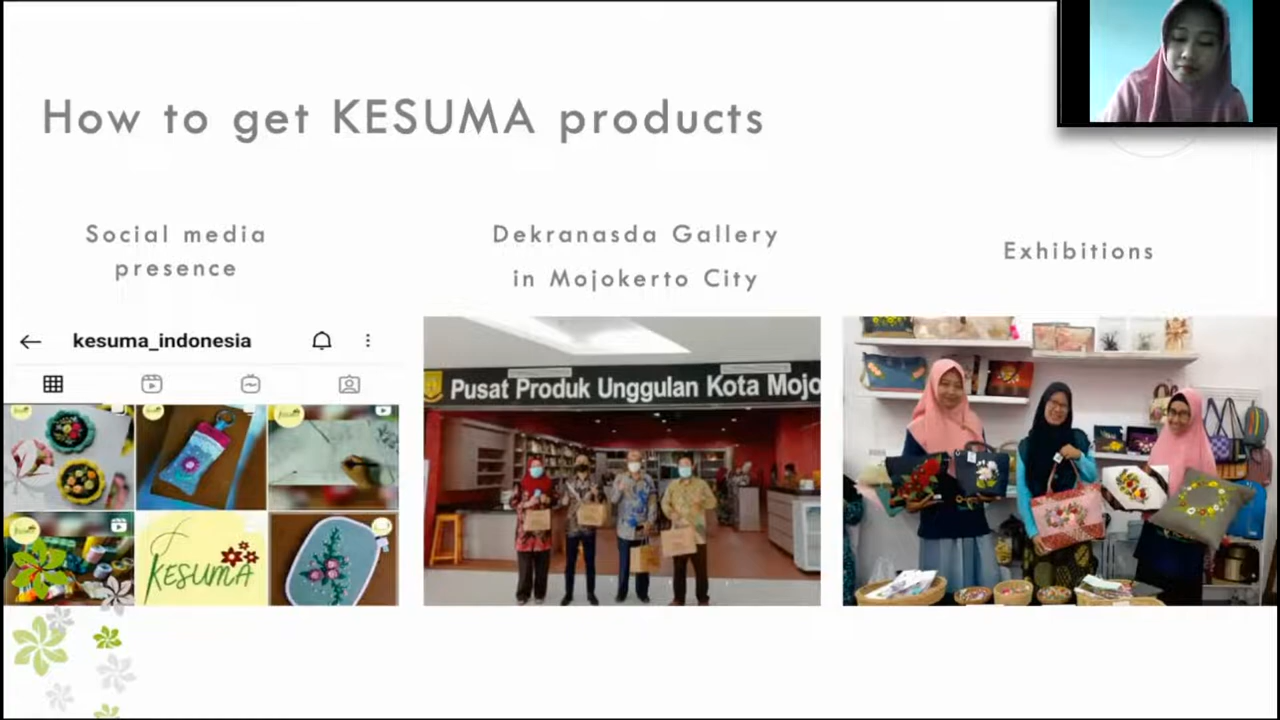 How to get KESUMA products
Social media
presence
Dekranasda Gallery
in Mojokerto City
Exhibitions
kesuma_indonesia
Pusat Produk Unggulan Kota Mojo
KESUMA